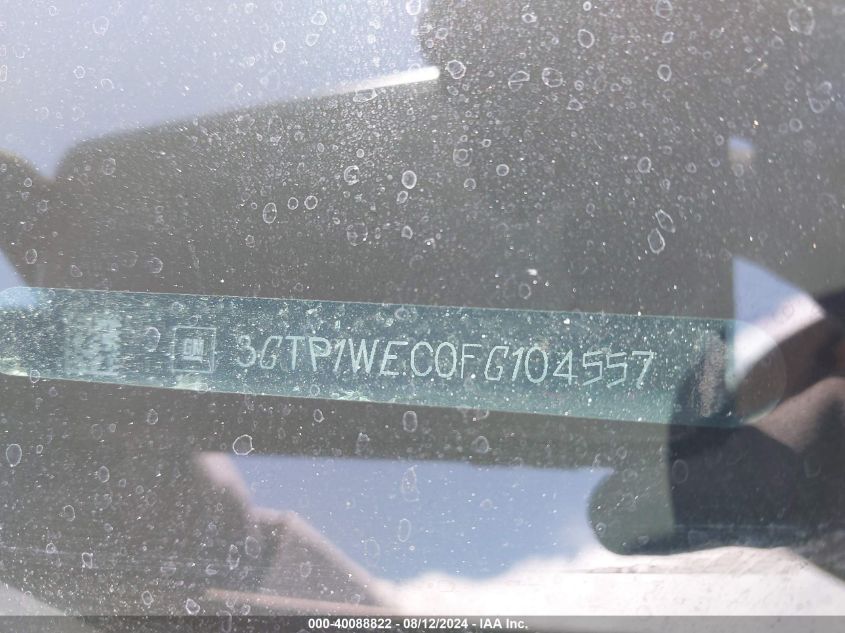 GM 3GTP1WEC0FG104557
000-40088822 - 08/12/2024 - IAA Inc.